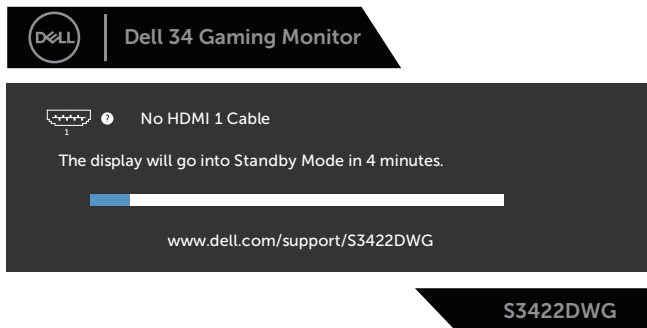 DELL
Dell 34 Gaming Monitor
? No HDMI 1 Cable
1
The display will go into Standby Mode in 4 minutes.
www.dell.com/support/S3422DWG
S3422DWG